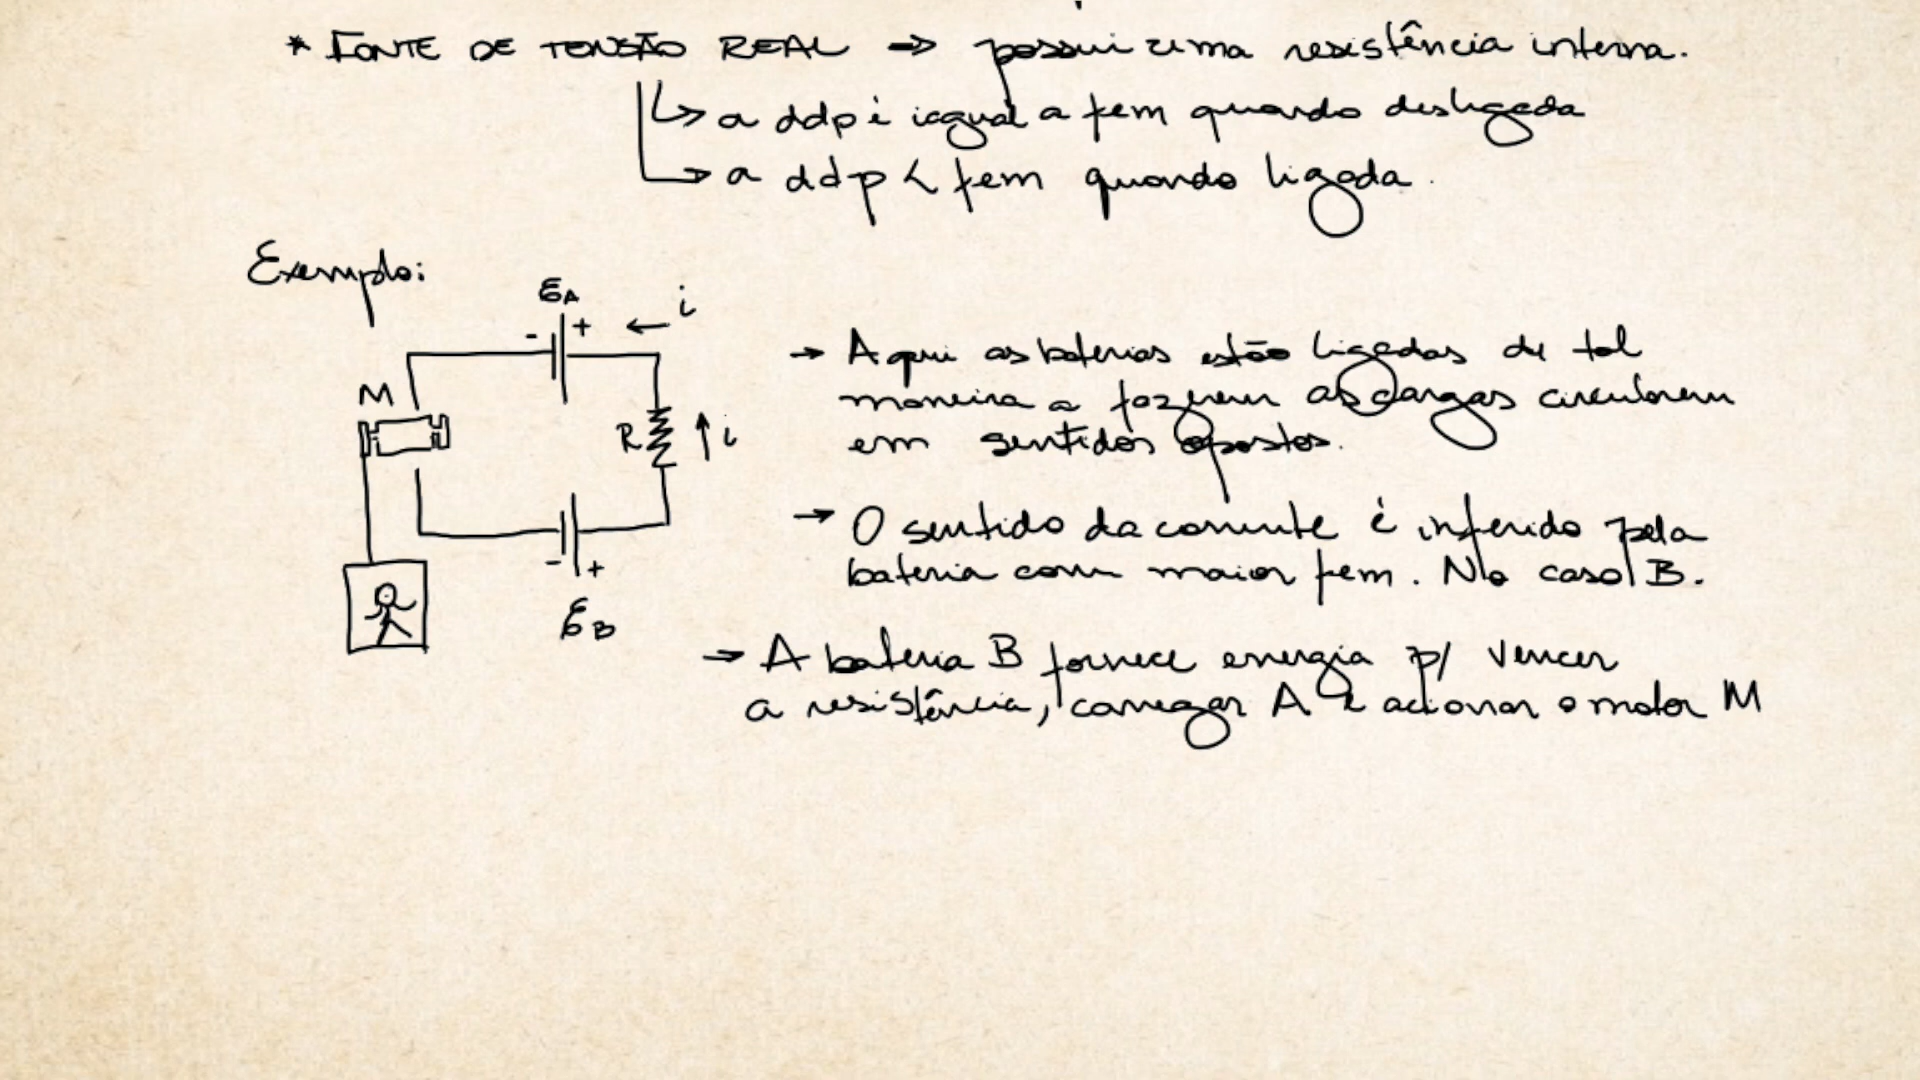 * FONTE DE TENSÃO REAL → possui uma resistência interna.
↳ a ddp é igual a fem quando desligada
↳ a ddp < fem quando ligada.
Exemplo:
εA
- +
← i
M
R ↑ i
- +
εB
→ Aqui as baterias estão ligadas de tal
maneira a fazerem as cargas circularem
em sentidos opostos.
→ O sentido da corrente é inferido pela
bateria com maior fem. No caso B.
→ A bateria B fornece energia p/ vencer
a resistência, carregar A e acionar o motor M